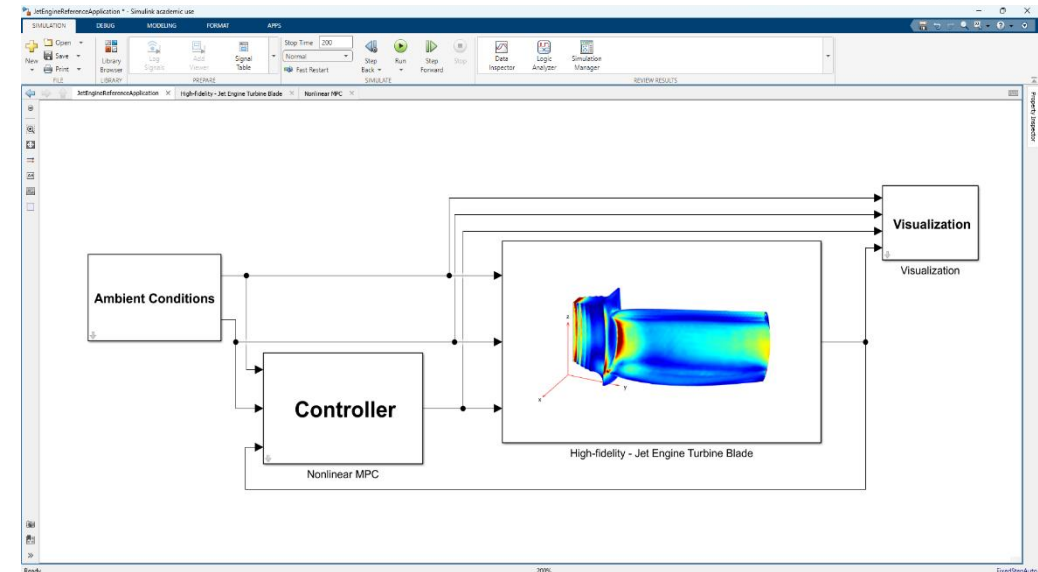 JetEngineReferenceApplication * - Simulink academic use
SIMULATION DEBUG MODELING FORMAT APPS
New
Open
Save
Print
FILE
Library Browser
LIBRARY
Log Signals
Add Viewer
Signal Table
PREPARE
Stop Time 200
Normal
Fast Restart
Step Back
Run
Step Forward
Stop
SIMULATE
Data Inspector
Logic Analyzer
Simulation Manager
REVIEW RESULTS
JetEngineReferenceApplication × High-fidelity - Jet Engine Turbine Blade × Nonlinear MPC ×
Property Inspector
Visualization
Visualization
Ambient Conditions
Z
Y
X
Controller
High-fidelity - Jet Engine Turbine Blade
Nonlinear MPC
Ready 200% FixedStepAuto